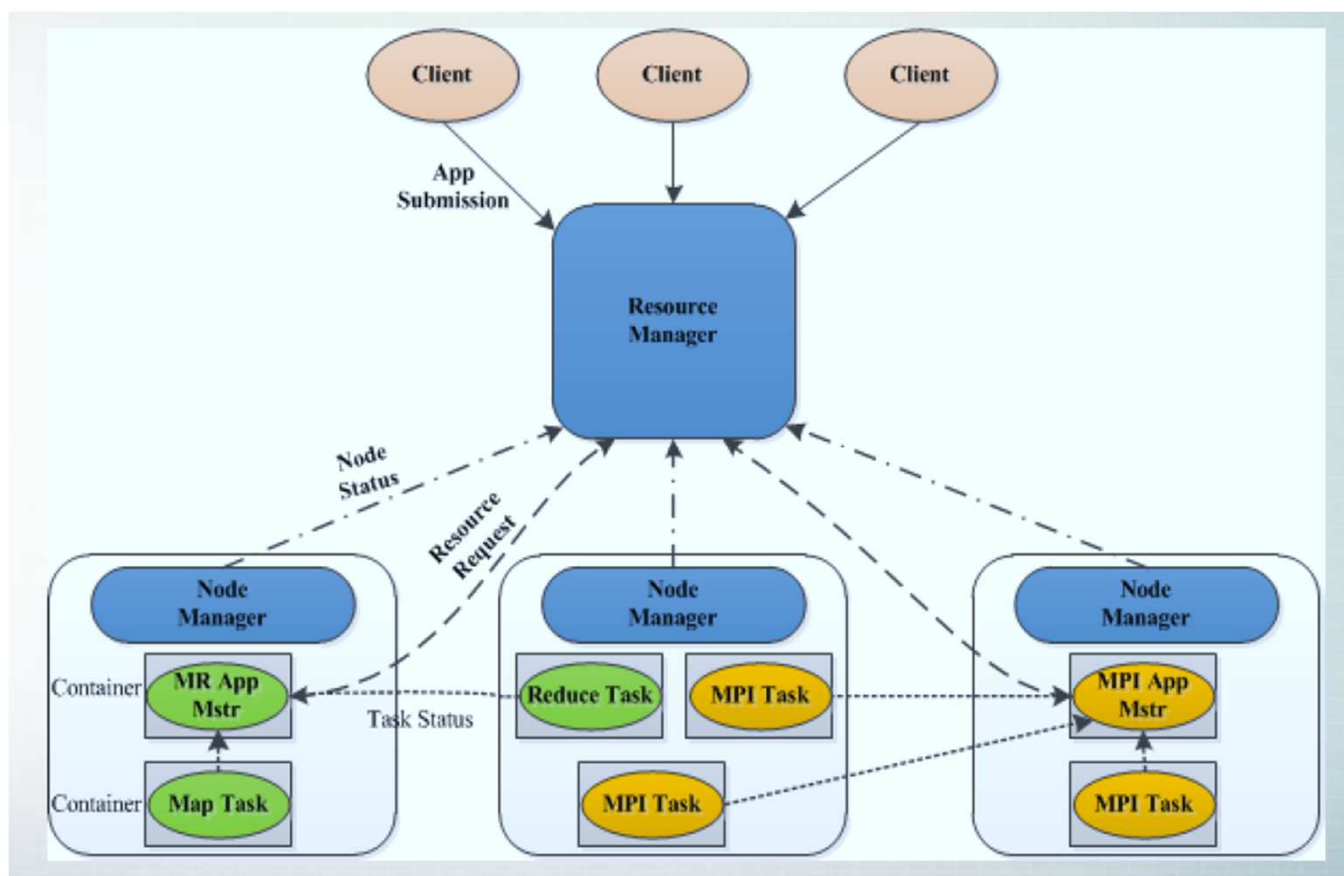 Client
Client
Client
App
Submission
Resource
Manager
Node
Status
Resource
Request
Node
Manager
Node
Manager
Node
Manager
Container
MR App
Mstr
Reduce Task
MPI Task
MPI App
Mstr
Task Status
Container
Map Task
MPI Task
MPI Task